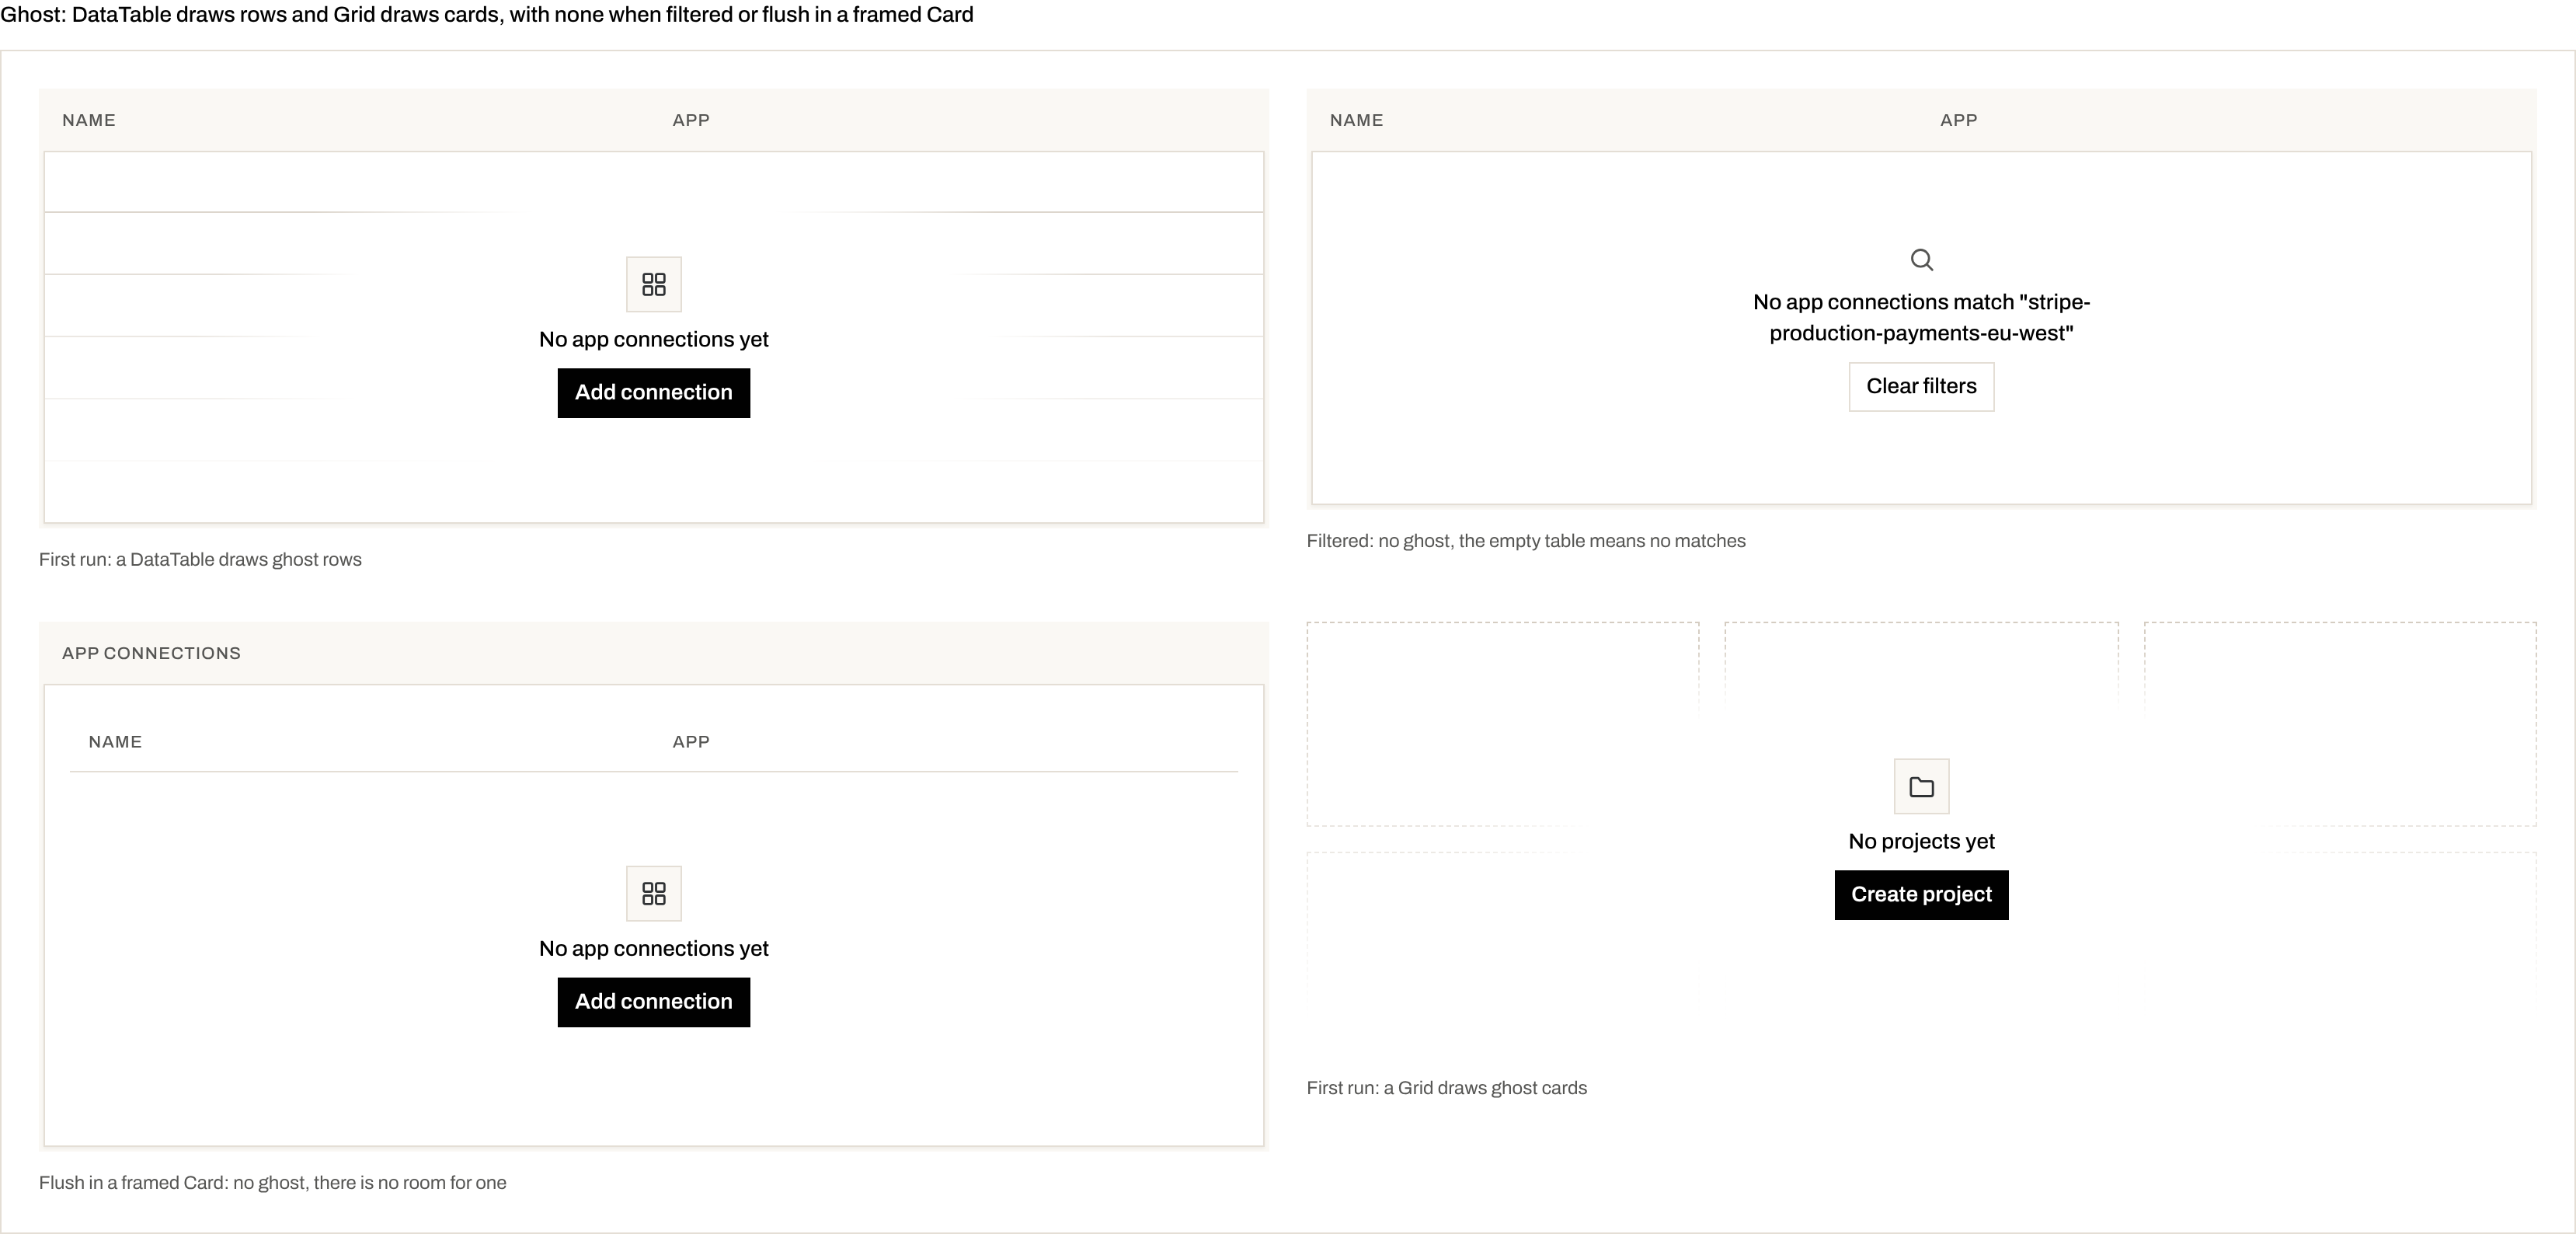 Ghost: DataTable draws rows and Grid draws cards, with none when filtered or flush in a framed Card
NAME
APP
No app connections yet
Add connection
First run: a DataTable draws ghost rows
NAME
APP
No app connections match "stripe-
production-payments-eu-west"
Clear filters
Filtered: no ghost, the empty table means no matches
APP CONNECTIONS
NAME
APP
No app connections yet
Add connection
Flush in a framed Card: no ghost, there is no room for one
No projects yet
Create project
First run: a Grid draws ghost cards